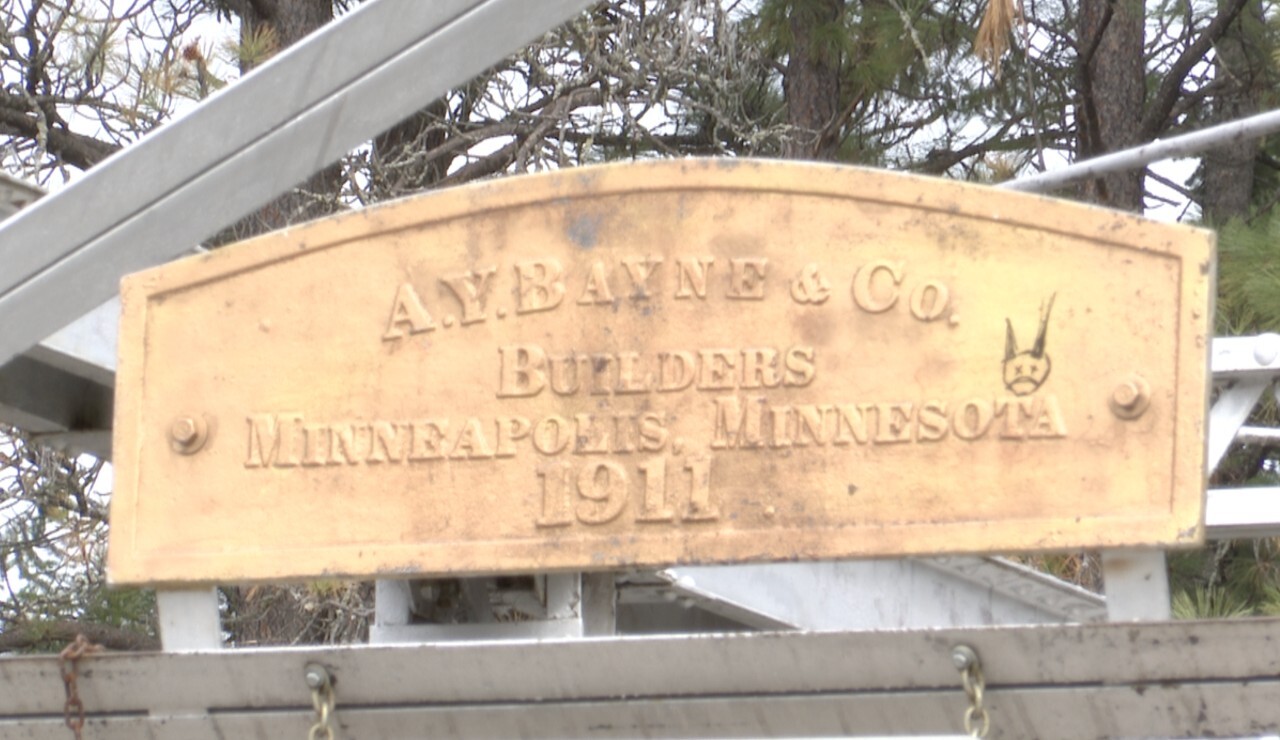 A.Y. BAYNE & CO.
BUILDERS
MINNEAPOLIS, MINNESOTA
1911